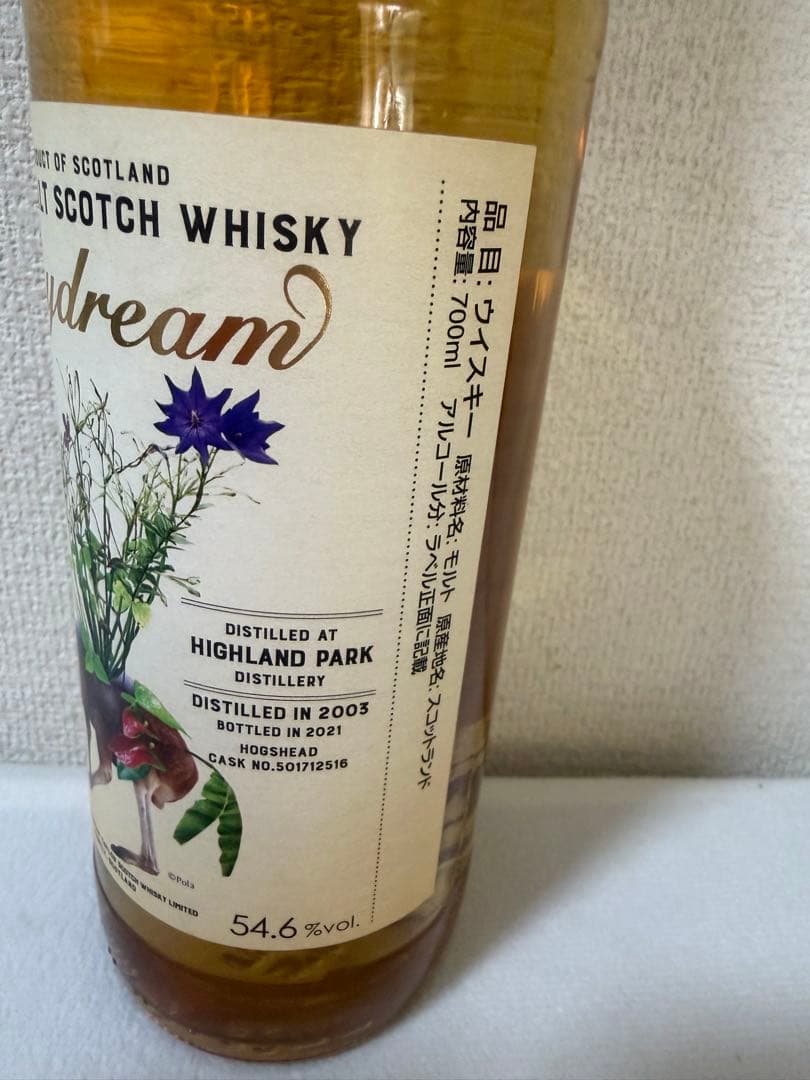 OF SCOTLAND
SCOTCH WHISKY
DISTILLED AT
HIGHLAND PARK
DISTILLERY
DISTILLED IN 2003
BOTTLED IN 2021
HOGSHEAD
CASK NO.501712516
©Pola
SCOTCH WHISKY LIMITED
54.6 %vol.
品 目: ウイスキー 原材料名: モルト 原産地名: スコットランド
内容量: 700ml アルコール分: ラベル正面に記載